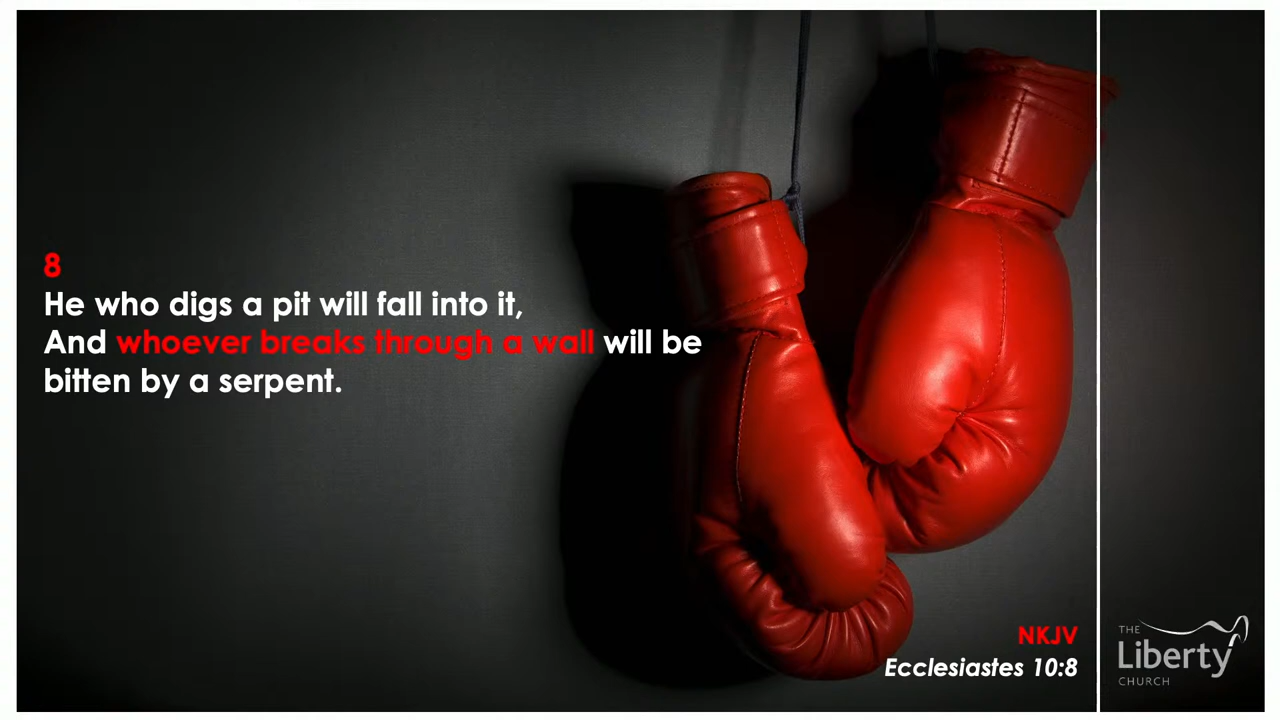 8
He who digs a pit will fall into it,
And whoever breaks through a wall will be
bitten by a serpent.
NKJV
Ecclesiastes 10:8
THE
Liberty
CHURCH